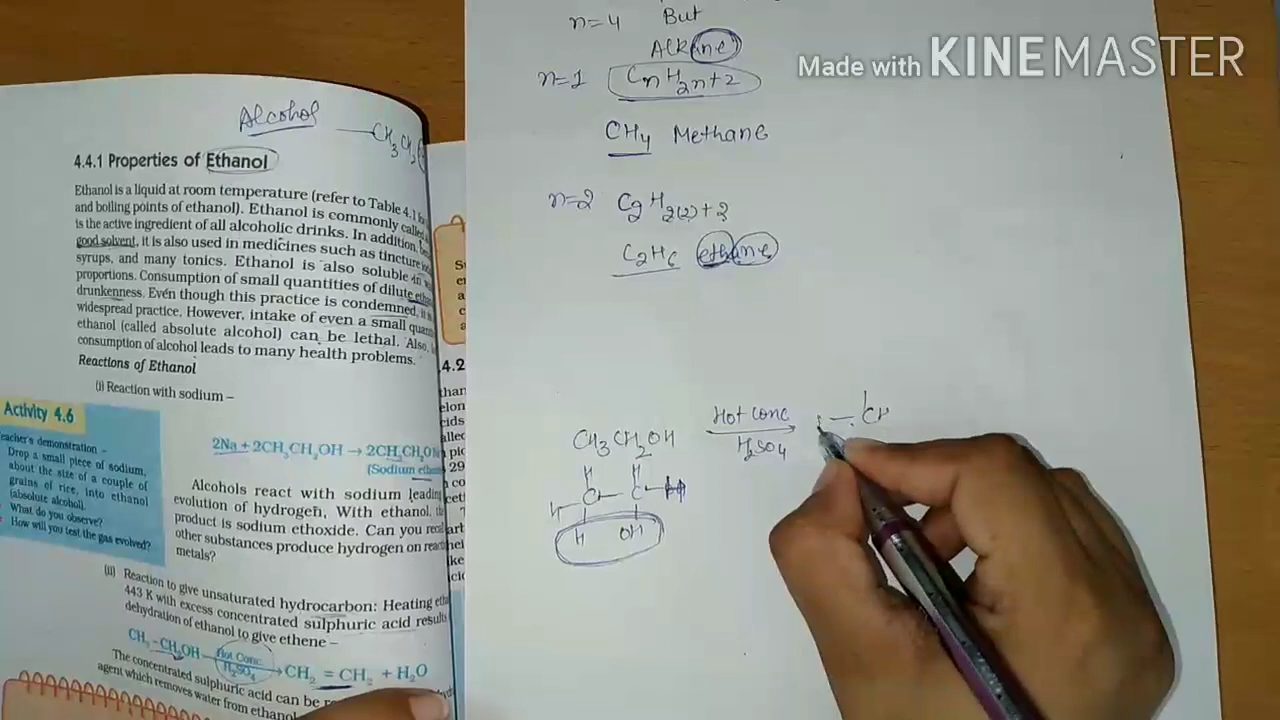 Made with KINEMASTER
Alcohol
CH3CH2
4.4.1 Properties of Ethanol
Ethanol is a liquid at room temperature (refer to Table 4.1
and boiling points of ethanol). Ethanol is commonly called
is the active ingredient of all alcoholic drinks. In addition,
good solvent, it is also used in medicines such as tincture
syrups, and many tonics. Ethanol is also soluble in
proportions. Consumption of small quantities of dilute
drunkenness. Even though this practice is condemned,
widespread practice. However, intake of even a small
ethanol (called absolute alcohol) can be lethal. Also,
consumption of alcohol leads to many health problems.
Reactions of Ethanol
(i) Reaction with sodium –
2Na + 2CH3CH2OH → 2CH3CH2O
(Sodium
Alcohols react with sodium leading
evolution of hydrogen, With ethanol,
product is sodium ethoxide. Can you
other substances produce hydrogen on
metals?
Activity 4.6
demonstration –
Drop a small piece of sodium,
about the size of a couple of
grains of rice, into ethanol
(absolute alcohol).
What do you observe?
How will you test the gas evolved?
(ii) Reaction to give unsaturated hydrocarbon: Heating
443 K with excess concentrated sulphuric acid results
dehydration of ethanol to give ethene –
CH3 – CH2OH Hot Conc. H2SO4 → CH2 = CH2 + H2O
The concentrated sulphuric acid can be
agent which removes water from
4.2
n=4 But
Alkane
n=1 CnH2n+2
CH4 Methane
n=2 C2H2(2)+2
C2H6 ethane
CH3CH2OH Hot conc H2SO4
H H
H C – C – H
H OH